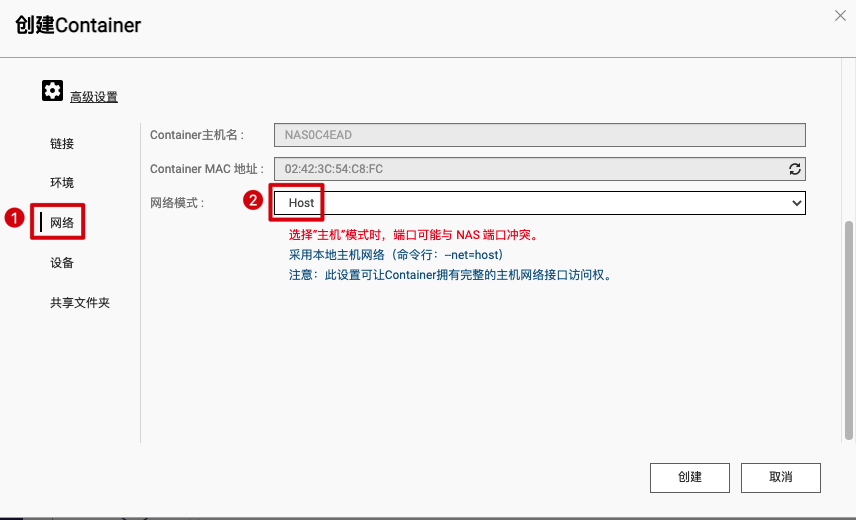 创建Container
高级设置
链接
环境
1 网络
设备
共享文件夹
Container主机名 : NAS0C4EAD
Container MAC 地址 : 02:42:3C:54:C8:FC
网络模式 : 2 Host
选择“主机”模式时，端口可能与 NAS 端口冲突。
采用本地主机网络（命令行：--net=host）
注意：此设置可让Container拥有完整的主机网络接口访问权。
创建 取消